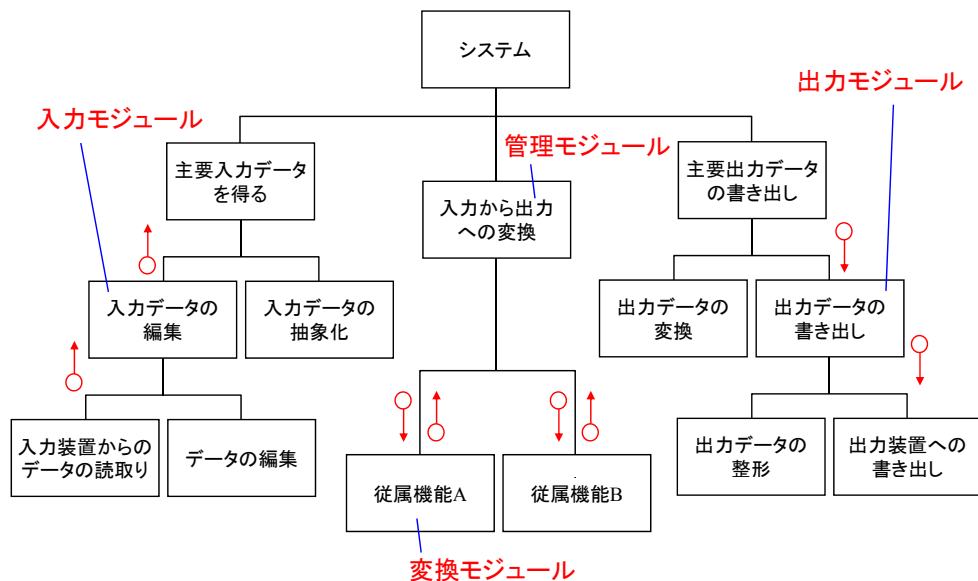 システム
入力モジュール
出力モジュール
管理モジュール
主要入力データ
を得る
入力から出力
への変換
主要出力データ
の書き出し
入力データの
編集
入力データの
抽象化
出力データの
変換
出力データの
書き出し
入力装置からの
データの読取り
データの編集
従属機能A
従属機能B
出力データの
整形
出力装置への
書き出し
変換モジュール